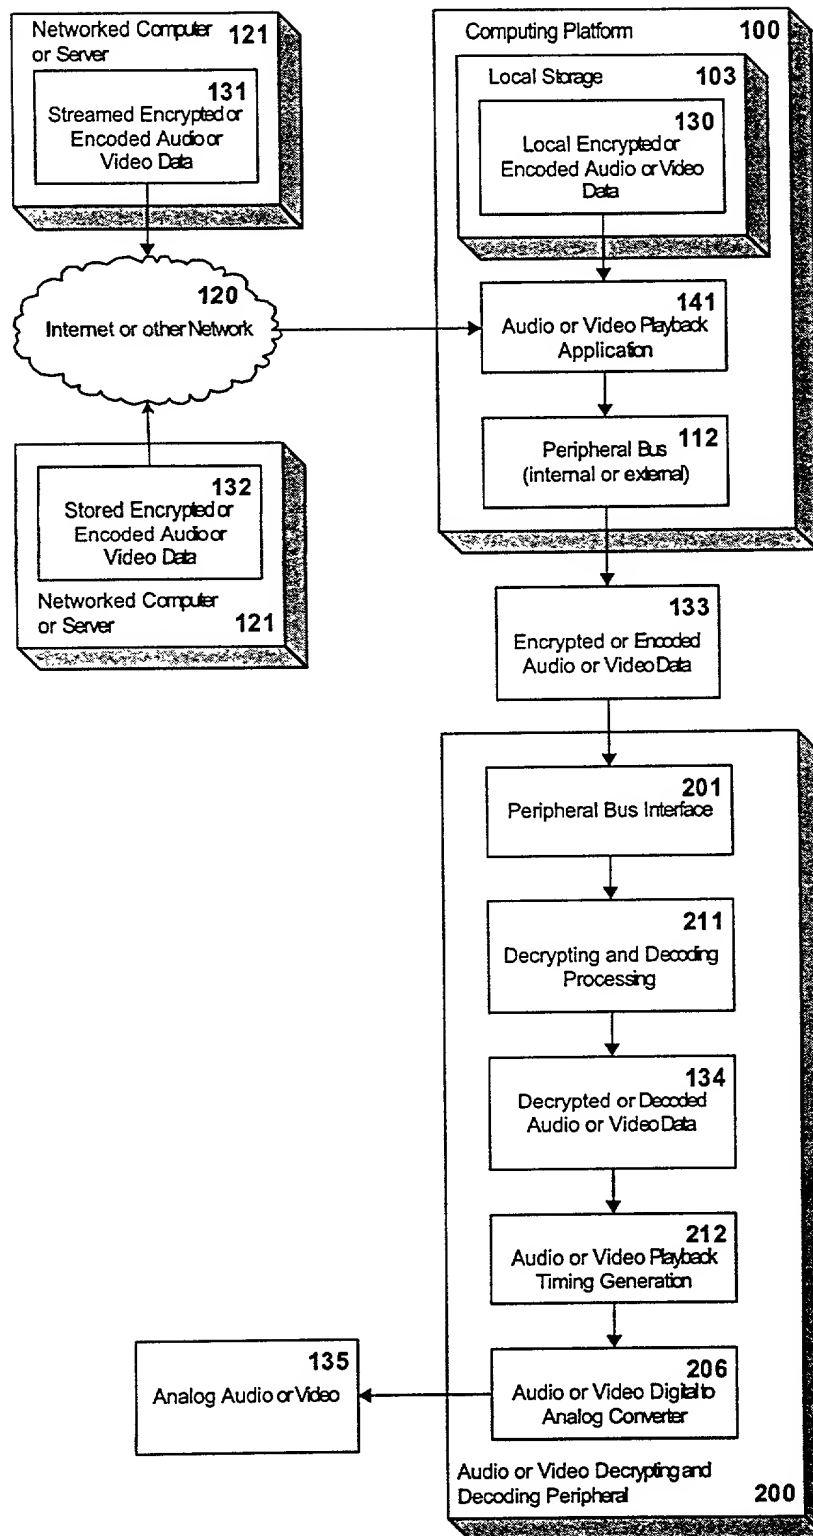 Networked Computer 121
or Server
131
Streamed Encrypted or
Encoded Audio or
Video Data
120
Internet or other Network
132
Stored Encrypted or
Encoded Audio or
Video Data
Networked Computer
or Server 121
Computing Platform 100
Local Storage 103
130
Local Encrypted or
Encoded Audio or Video
Data
141
Audio or Video Playback
Application
112
Peripheral Bus
(internal or external)
133
Encrypted or Encoded
Audio or Video Data
201
Peripheral Bus Interface
211
Decrypting and Decoding
Processing
134
Decrypted or Decoded
Audio or Video Data
212
Audio or Video Playback
Timing Generation
206
Audio or Video Digital to
Analog Converter
135
Analog Audio or Video
Audio or Video Decrypting and
Decoding Peripheral 200